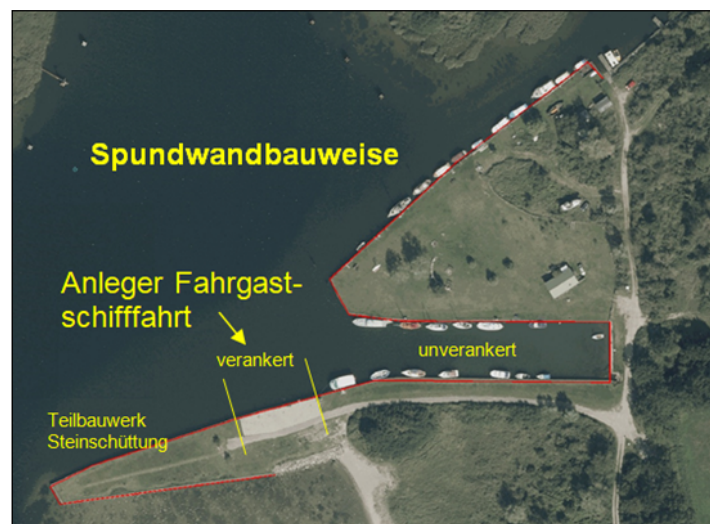 Spundwandbauweise
Anleger Fahrgast-
schifffahrt
verankert
unverankert
Teilbauwerk
Steinschüttung